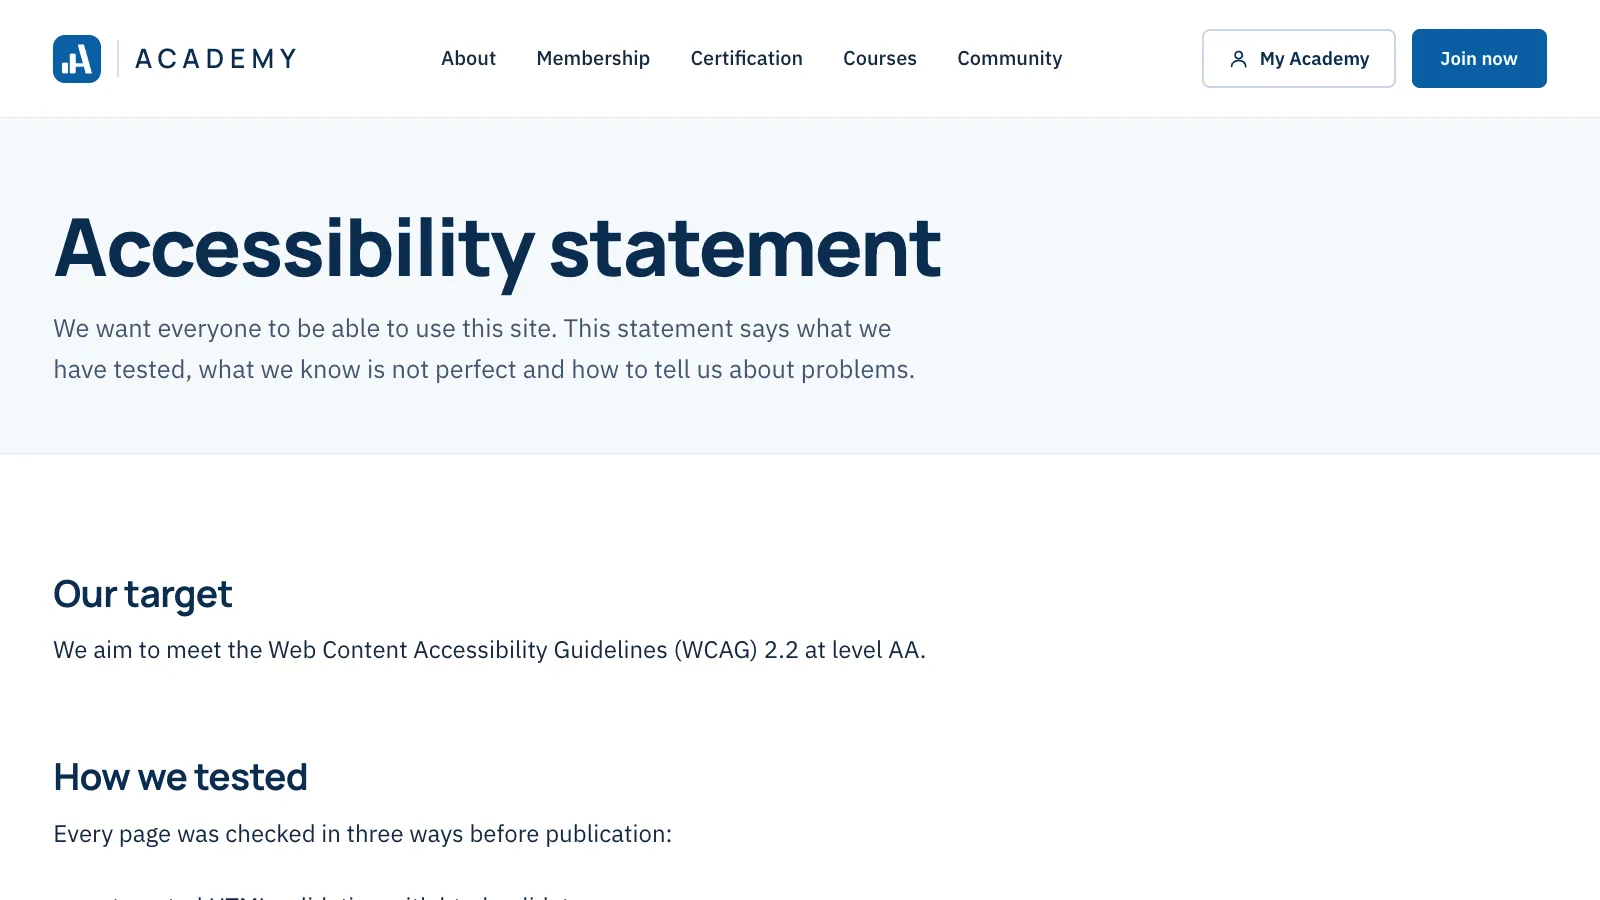 ACADEMY
About
Membership
Certification
Courses
Community
My Academy
Join now
Accessibility statement
We want everyone to be able to use this site. This statement says what we
have tested, what we know is not perfect and how to tell us about problems.
Our target
We aim to meet the Web Content Accessibility Guidelines (WCAG) 2.2 at level AA.
How we tested
Every page was checked in three ways before publication: